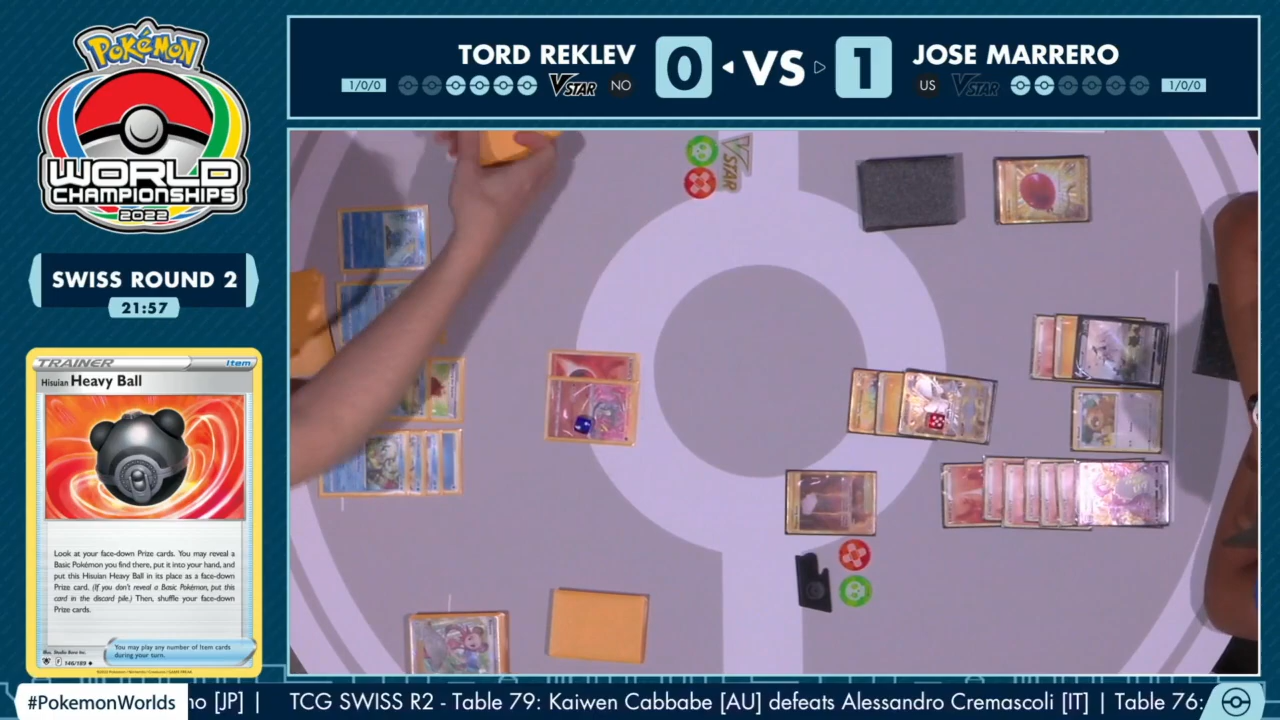 Pokémon
WORLD
CHAMPIONSHIPS
2022
TORD REKLEV
0
VS
1
JOSE MARRERO
1/0/0
VSTAR
NO
US
VSTAR
1/0/0
SWISS ROUND 2
21:57
TRAINER
Item
Hisuian Heavy Ball
Look at your face-down Prize cards. You may reveal a
Basic Pokémon you find there, put it into your hand, and
put this Hisuian Heavy Ball in its place as a face-down
Prize card. (If you don't reveal a Basic Pokémon, put this
card in the discard pile.) Then, shuffle your face-down
Prize cards.
You may play any number of Item cards
during your turn.
146/189
VSTAR
#PokemonWorlds
no [JP] |
TCG SWISS R2 - Table 79: Kaiwen Cabbabe [AU] defeats Alessandro Cremascoli [IT] | Table 76: